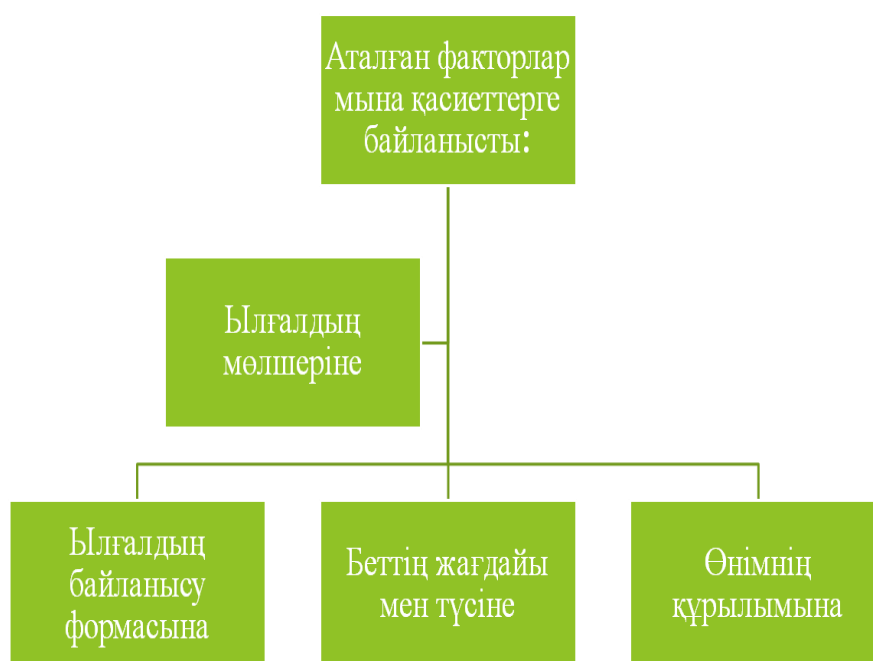 Аталған факторлар
мына қасиеттерге
байланысты:
Ылғалдың
мөлшеріне
Ылғалдың
байланысу
формасына
Беттің жағдайы
мен түсіне
Өнімнің
құрылымына